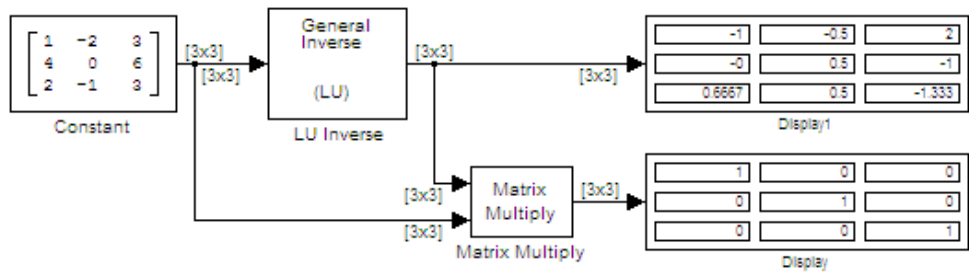 1 -2 3
4 0 6
2 -1 3
Constant
[3x3]
[3x3]
General
Inverse
(LU)
LU Inverse
[3x3]
[3x3]
-1 -0.5 2
-0 0.5 -1
0.6667 0.5 -1.333
Display1
[3x3]
[3x3]
Matrix
Multiply
Matrix Multiply
[3x3]
1 0 0
0 1 0
0 0 1
Display